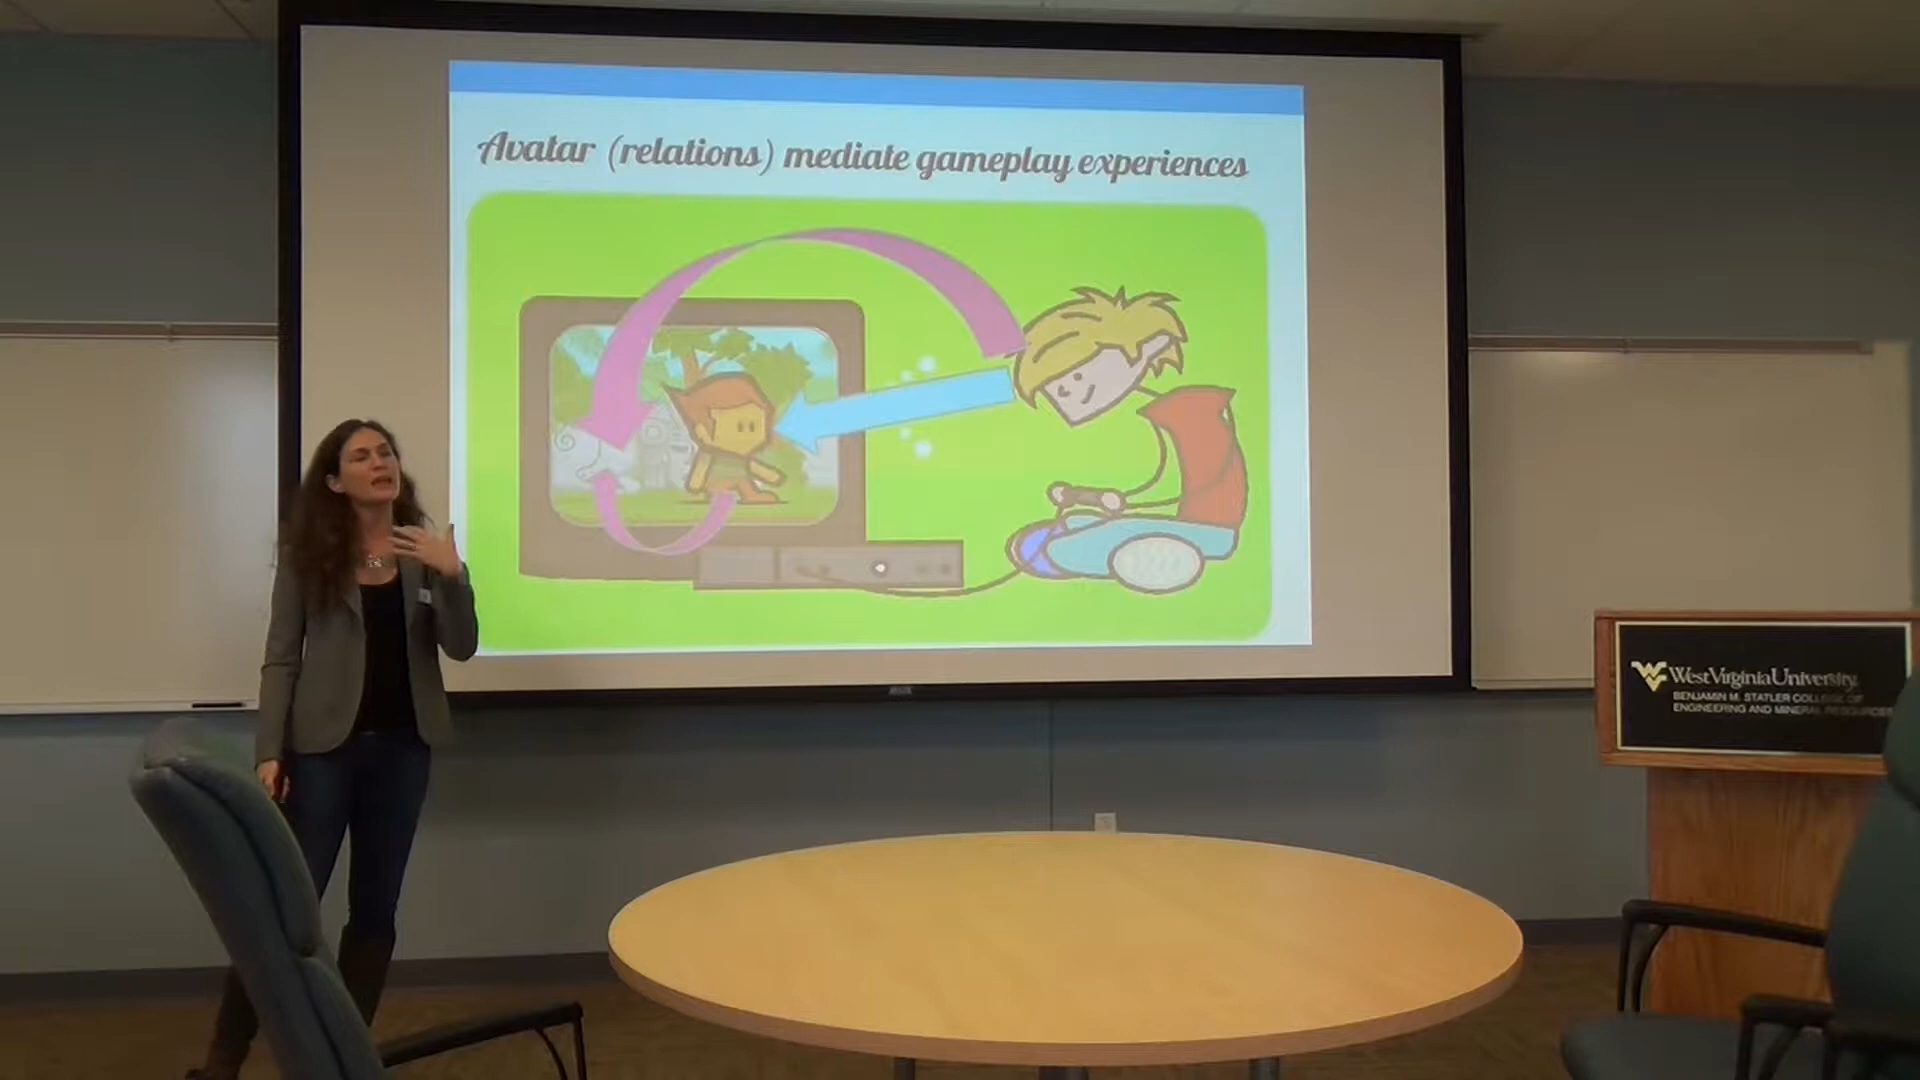 Avatar (relations) mediate gameplay experiences
WestVirginiaUniversity
BENJAMIN M. STATLER COLLEGE OF
ENGINEERING AND MINERAL RESOURCES